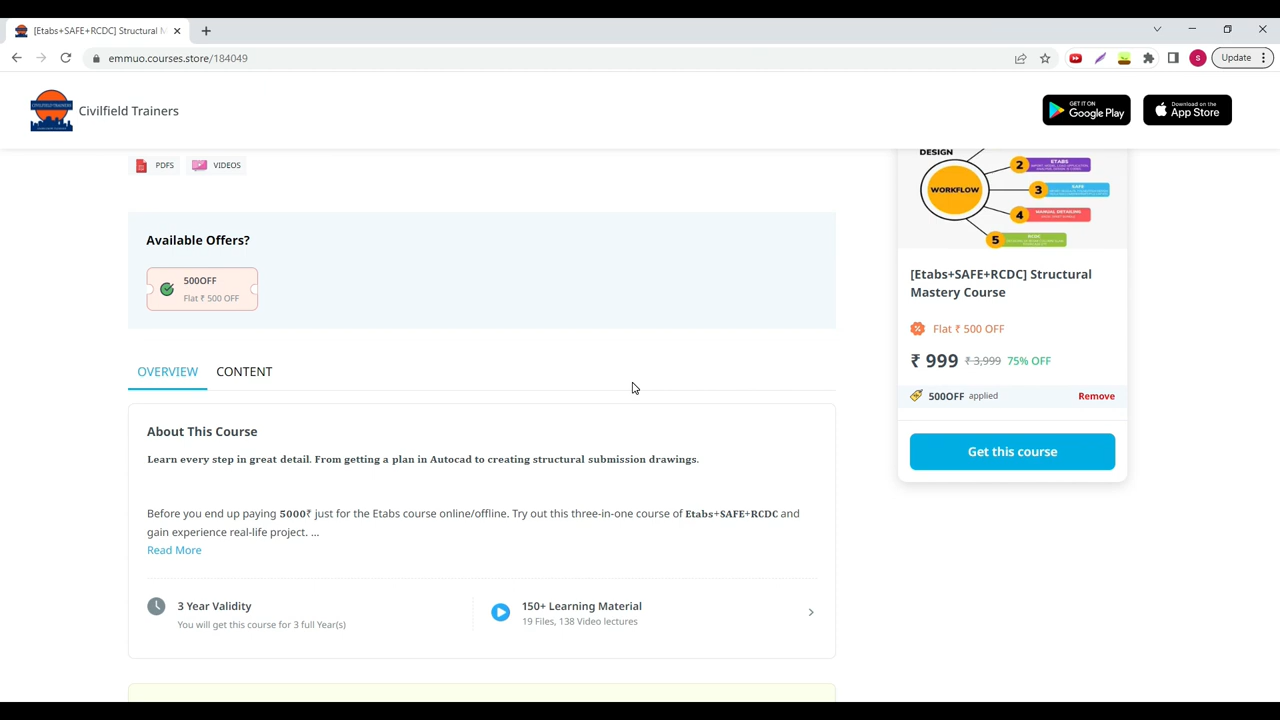 [Etabs+SAFE+RCDC] Structural M
emmuo.courses.store/184049
S
Update
CIVILFIELD TRAINERS
Civilfield Trainers
GET IT ON
Google Play
Download on the
App Store
PDFS
VIDEOS
DESIGN
2
ETABS
WORKFLOW
3
SAFE
4
MANUAL DETAILING
5
RCDC
Available Offers?
500OFF
Flat ₹ 500 OFF
[Etabs+SAFE+RCDC] Structural
Mastery Course
Flat ₹ 500 OFF
₹ 999 ₹ 3,999 75% OFF
500OFF applied
Remove
Get this course
OVERVIEW
CONTENT
About This Course
Learn every step in great detail. From getting a plan in Autocad to creating structural submission drawings.
Before you end up paying 5000₹ just for the Etabs course online/offline. Try out this three-in-one course of Etabs+SAFE+RCDC and
gain experience real-life project. ...
Read More
3 Year Validity
You will get this course for 3 full Year(s)
150+ Learning Material
19 Files, 138 Video lectures